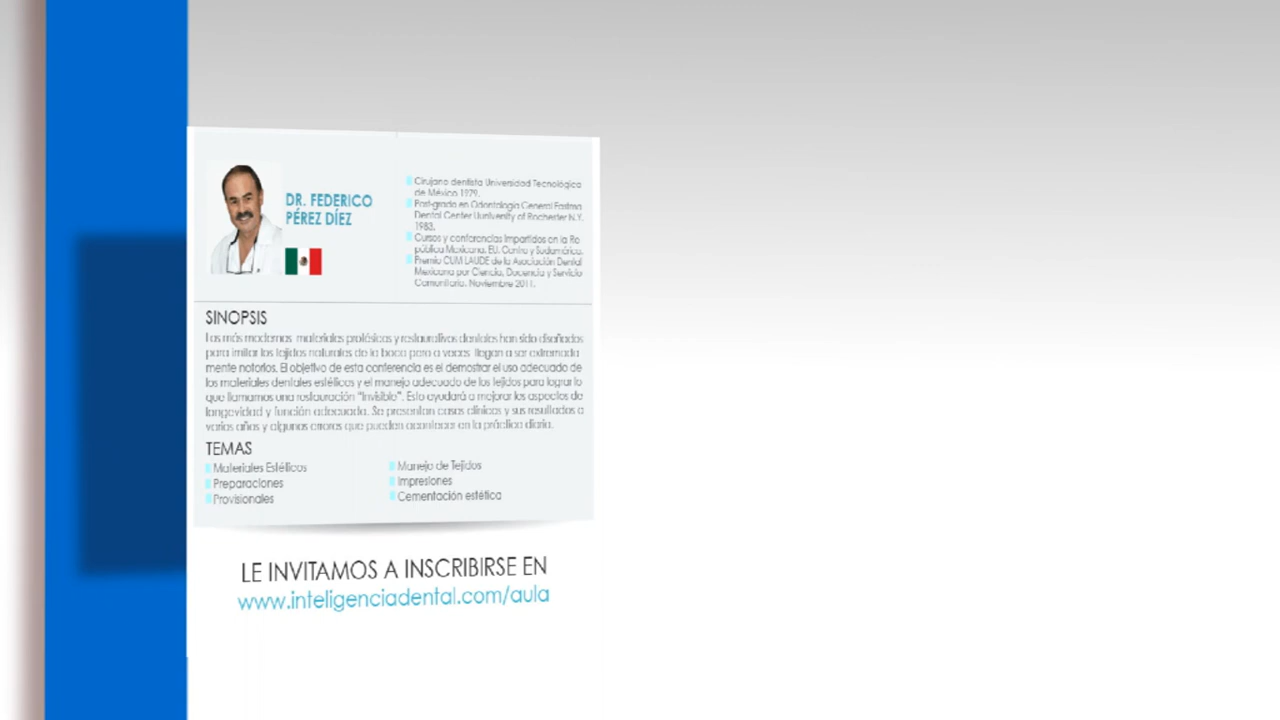 DR. FEDERICO
PÉREZ DÍEZ
Cirujano dentista Universidad Tecnológica
de México 1979.
Post-grado en Odontología General Eastma
Dental Center Uunivenity of Rochester N.Y.
1983.
Cursos y conferencias impartidos en la Re-
pública Mexicana, EU, Centro y Sudamérica.
Premio CUM LAUDE de la Asociación Dental
Mexicana por Ciencia, Docencia y Servicio
Comunitario, Noviembre 2011.
SINOPSIS
Los más modernos materiales protésicos y restaurativos dentales han sido diseñados
para imitar los tejidos naturales de la boca pero a veces llegan a ser extremada
mente notorios. El objetivo de esta conferencia es el demostrar el uso adecuado de
los materiales dentales estéticos y el manejo adecuado de los tejidos para lograr lo
que llamamos una restauración "Invisible". Esto ayudará a mejorar los aspectos de
longevidad y función adecuada. Se presentan casos clínicos y sus resultados a
varios años y algunos errores que pueden acontecer en la práctica diaria.
TEMAS
Materiales Estéticos
Preparaciones
Provisionales
Manejo de Tejidos
Impresiones
Cementación estética
LE INVITAMOS A INSCRIBIRSE EN
www.inteligenciadental.com/aula